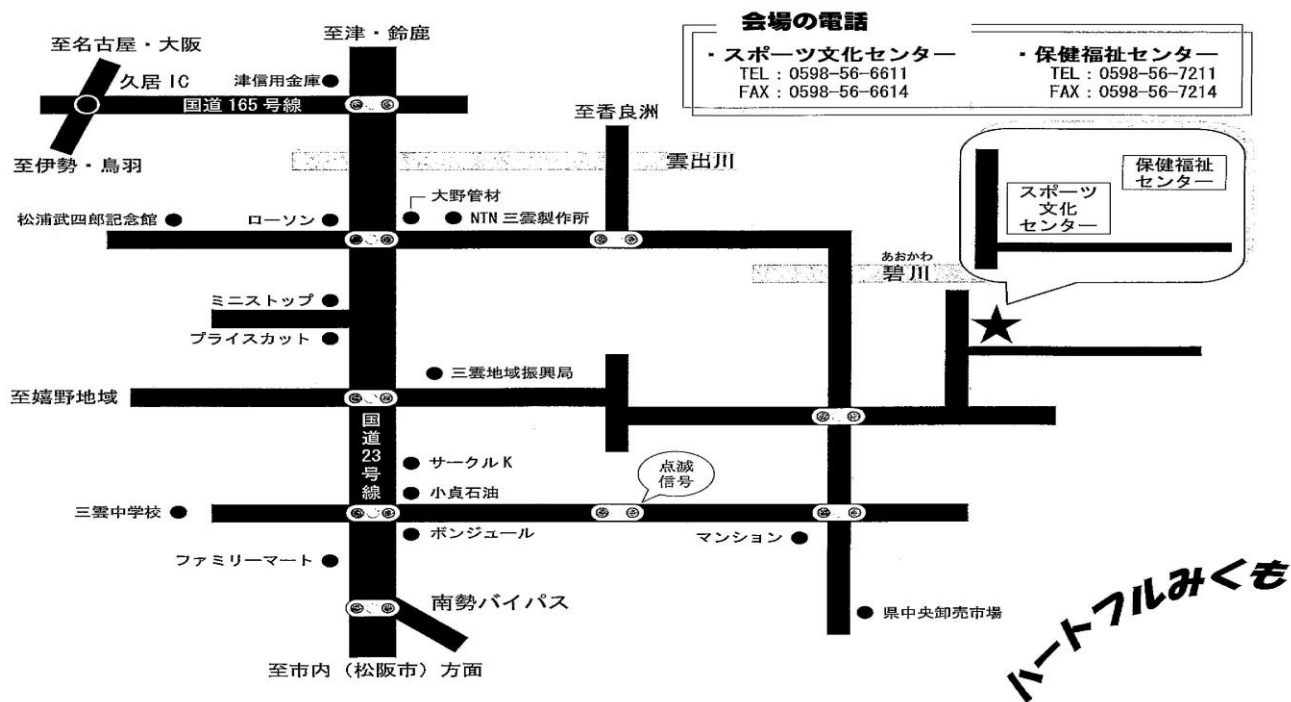 会場の電話
・スポーツ文化センター
TEL：0598-56-6611
FAX：0598-56-6614
・保健福祉センター
TEL：0598-56-7211
FAX：0598-56-7214
至津・鈴鹿
至名古屋・大阪
久居IC
津信用金庫
国道165号線
至香良洲
至伊勢・鳥羽
雲出川
保健福祉
センター
スポーツ
文化
センター
大野管材
松浦武四郎記念館
ローソン
NTN 三雲製作所
あおかわ
碧川
ミニストップ
プライスカット
三雲地域振興局
至嬉野地域
国道23号線
サークルK
点滅
信号
小貞石油
三雲中学校
ボンジュール
マンション
ファミリーマート
南勢バイパス
県中央卸売市場
至市内（松阪市）方面
ハートフルみくも